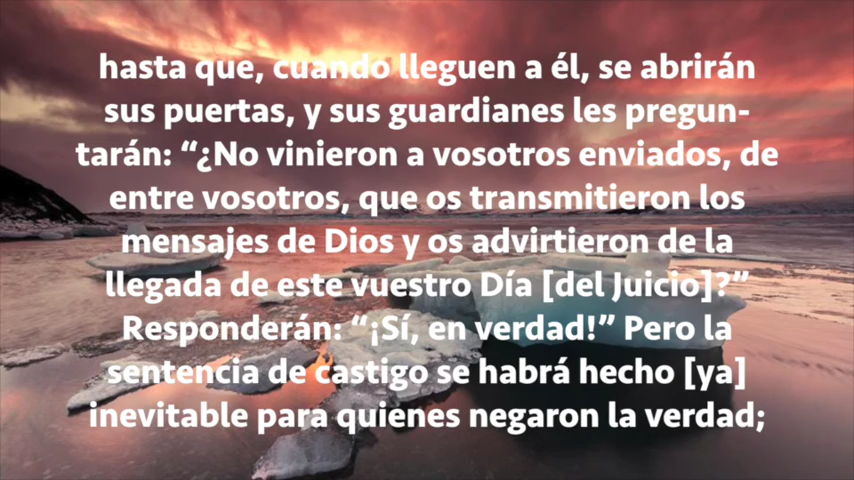 hasta que, cuando lleguen a él, se abrirán
sus puertas, y sus guardianes les pregun-
tarán: “¿No vinieron a vosotros enviados, de
entre vosotros, que os transmitieron los
mensajes de Dios y os advirtieron de la
llegada de este vuestro Día [del Juicio]?”
Responderán: “¡Sí, en verdad!” Pero la
sentencia de castigo se habrá hecho [ya]
inevitable para quienes negaron la verdad;